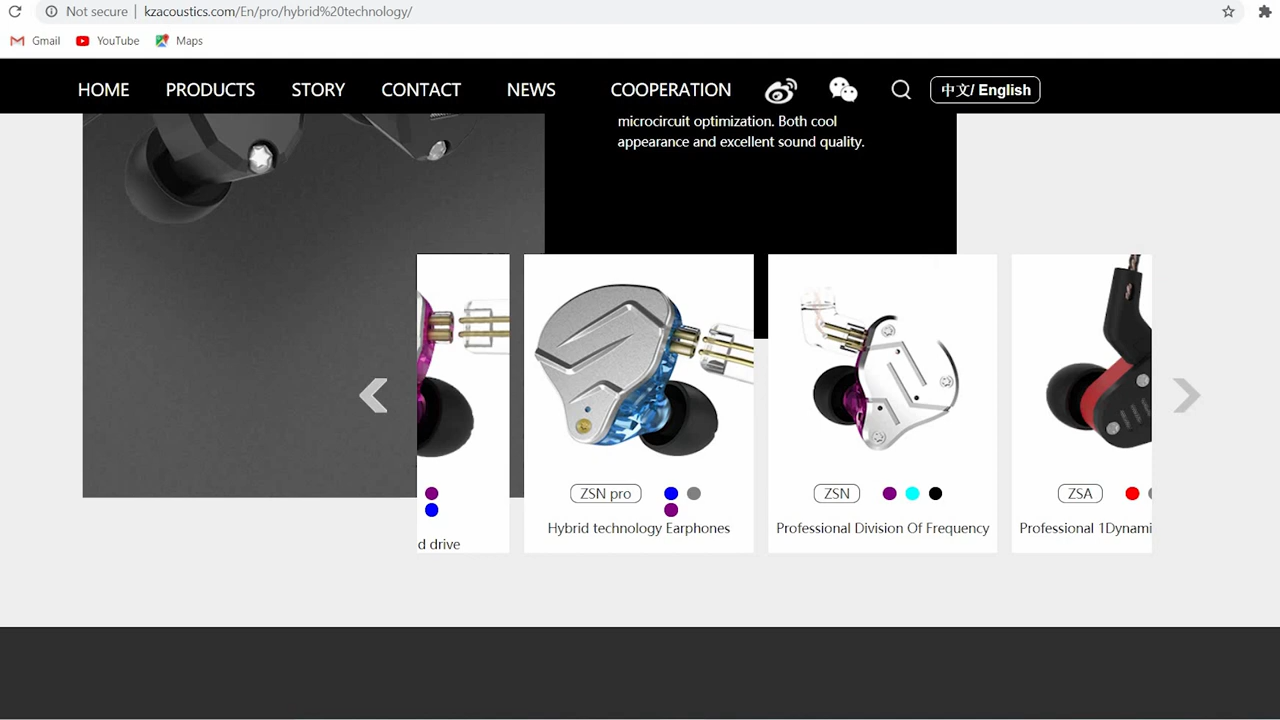 Not secure kzacoustics.com/En/pro/hybrid%20technology/
Gmail YouTube Maps
HOME PRODUCTS STORY CONTACT NEWS COOPERATION 中文/ English
microcircuit optimization. Both cool
appearance and excellent sound quality.
ZSN pro
ZSN
ZSA
Hybrid technology Earphones
Professional Division Of Frequency
Professional 1Dynami
d drive